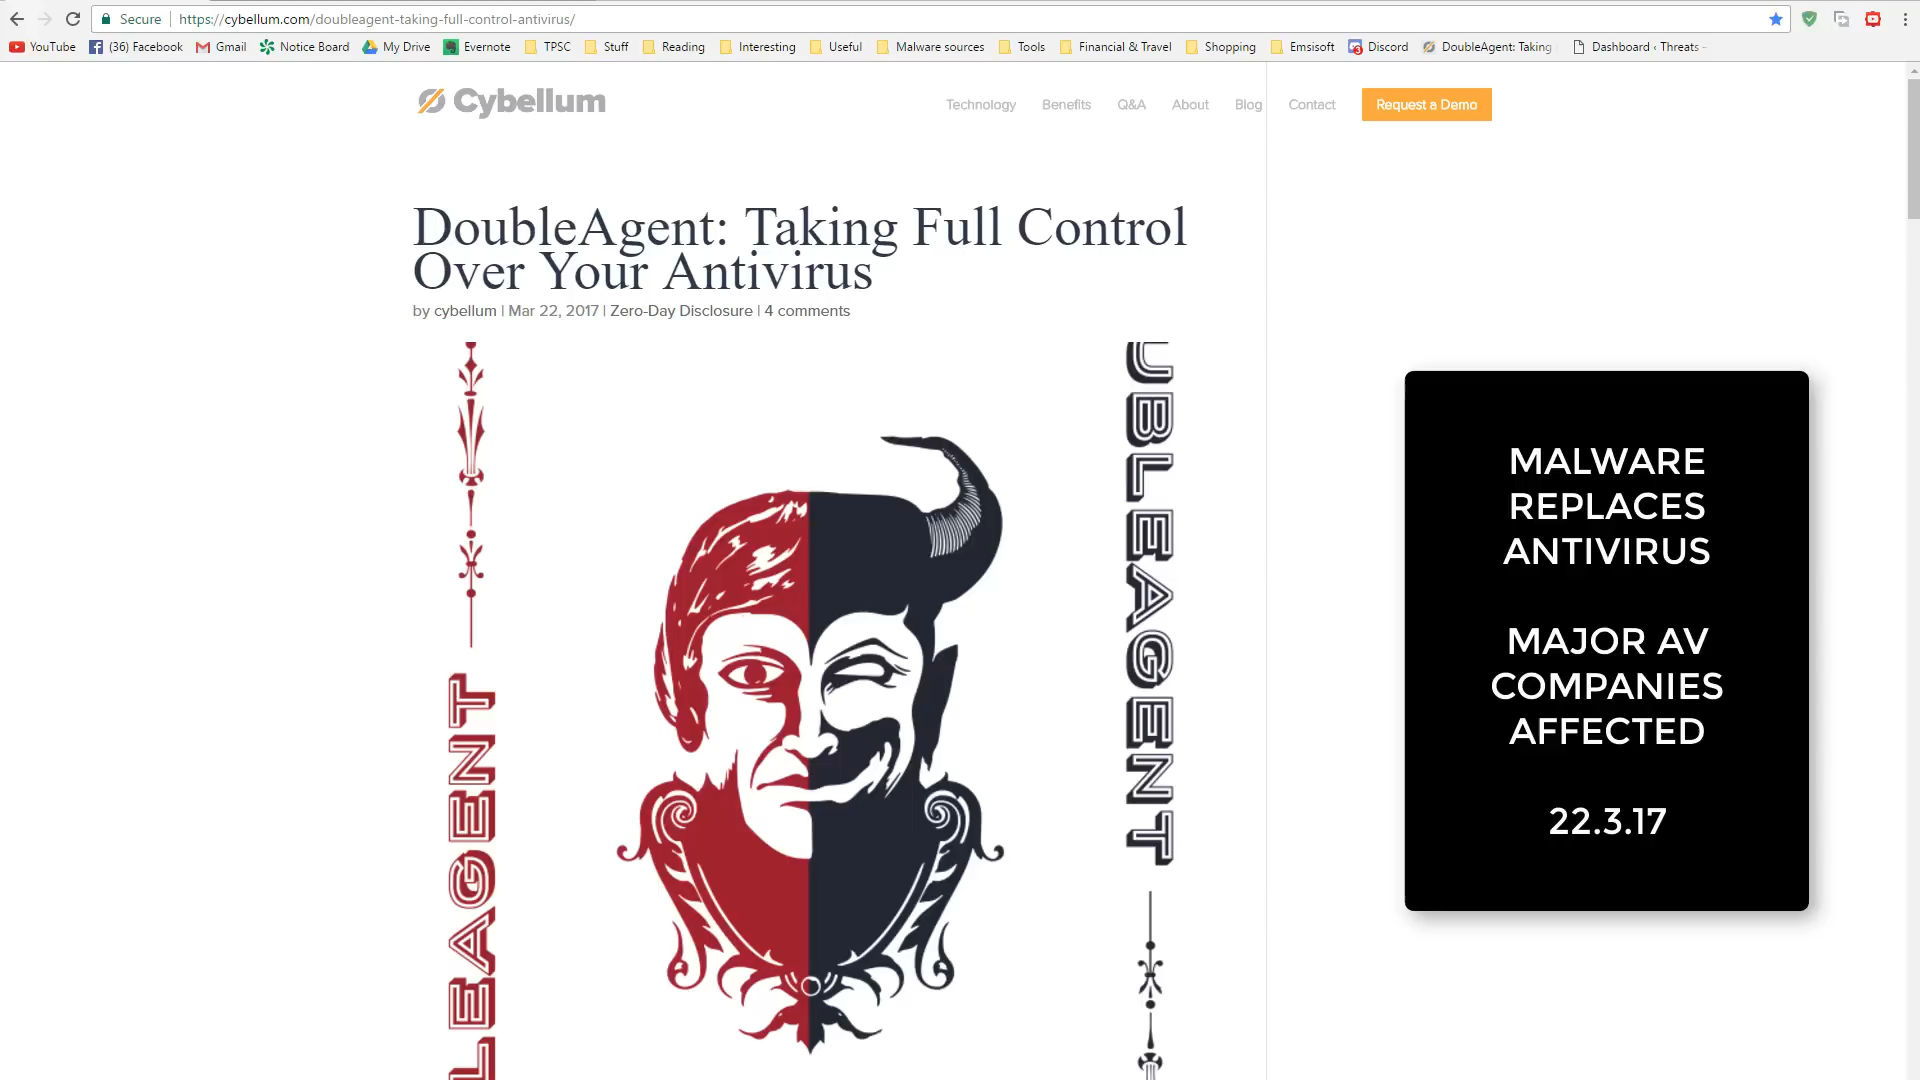 Secure
https://cybellum.com/doubleagent-taking-full-control-antivirus/
YouTube
(36) Facebook
Gmail
Notice Board
My Drive
Evernote
TPSC
Stuff
Reading
Interesting
Useful
Malware sources
Tools
Financial & Travel
Shopping
Emsisoft
Discord
DoubleAgent: Taking
Dashboard ‹ Threats -
Cybellum
Technology
Benefits
Q&A
About
Blog
Contact
Request a Demo
DoubleAgent: Taking Full Control
Over Your Antivirus
by cybellum | Mar 22, 2017 | Zero-Day Disclosure | 4 comments
LEAGENT
UBLEAGENT
MALWARE
REPLACES
ANTIVIRUS
MAJOR AV
COMPANIES
AFFECTED
22.3.17